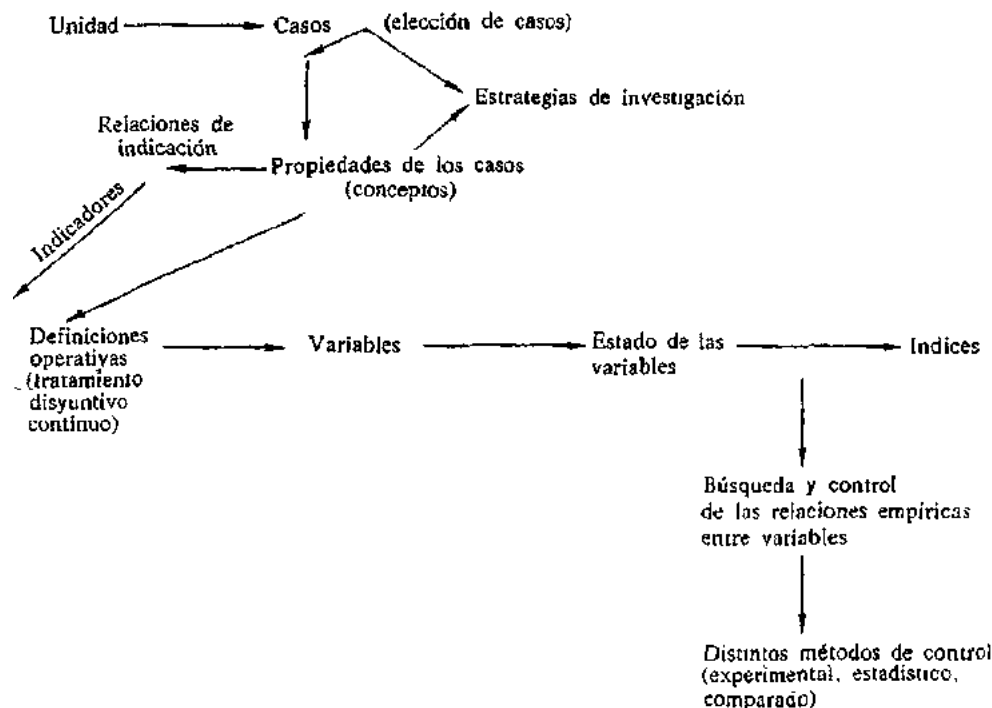 Unidad
Casos
(elección de casos)
Estrategias de investigación
Relaciones de
indicación
Propiedades de los casos
(conceptos)
Indicadores
Definiciones
operativas
(tratamiento
disyuntivo
continuo)
Variables
Estado de las
variables
Indices
Búsqueda y control
de las relaciones empíricas
entre variables
Distintos métodos de control
(experimental, estadístico,
comparado)